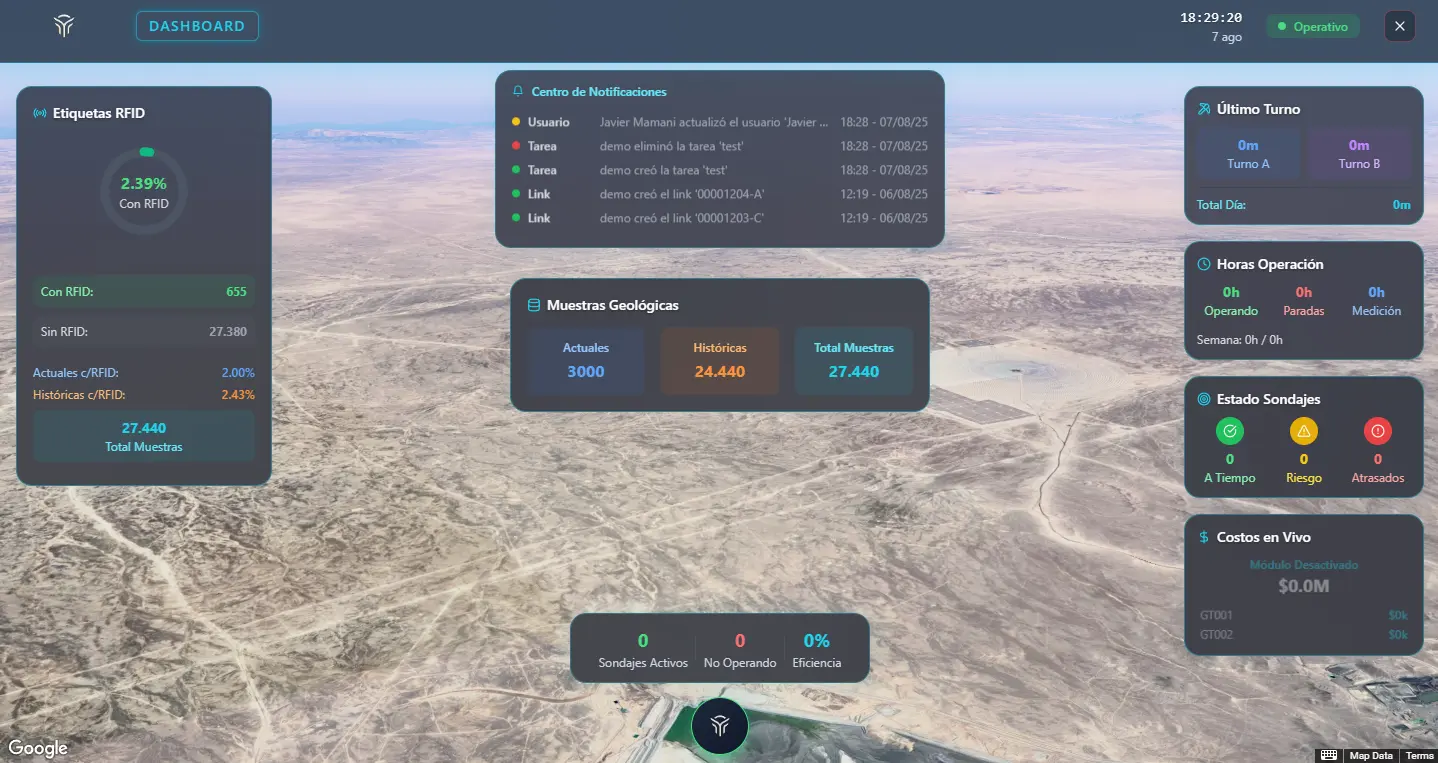 DASHBOARD
18:29:20
7 ago
Operativo
Etiquetas RFID
2.39%
Con RFID
Con RFID: 655
Sin RFID: 27.380
Actuales c/RFID: 2.00%
Históricas c/RFID: 2.43%
27.440
Total Muestras
Centro de Notificaciones
Usuario Javier Mamani actualizó el usuario 'Javier ... 18:28 - 07/08/25
Tarea demo eliminó la tarea 'test' 18:28 - 07/08/25
Tarea demo creó la tarea 'test' 18:28 - 07/08/25
Link demo creó el link '00001204-A' 12:19 - 06/08/25
Link demo creó el link '00001203-C' 12:19 - 06/08/25
Muestras Geológicas
Actuales Históricas Total Muestras
3000 24.440 27.440
Último Turno
0m 0m
Turno A Turno B
Total Día: 0m
Horas Operación
0h 0h 0h
Operando Paradas Medición
Semana: 0h / 0h
Estado Sondajes
0 0 0
A Tiempo Riesgo Atrasados
$ Costos en Vivo
Módulo Desactivado
$0.0M
GT001 $0k
GT002 $0k
0 0 0%
Sondajes Activos No Operando Eficiencia
Google
Map Data Terms